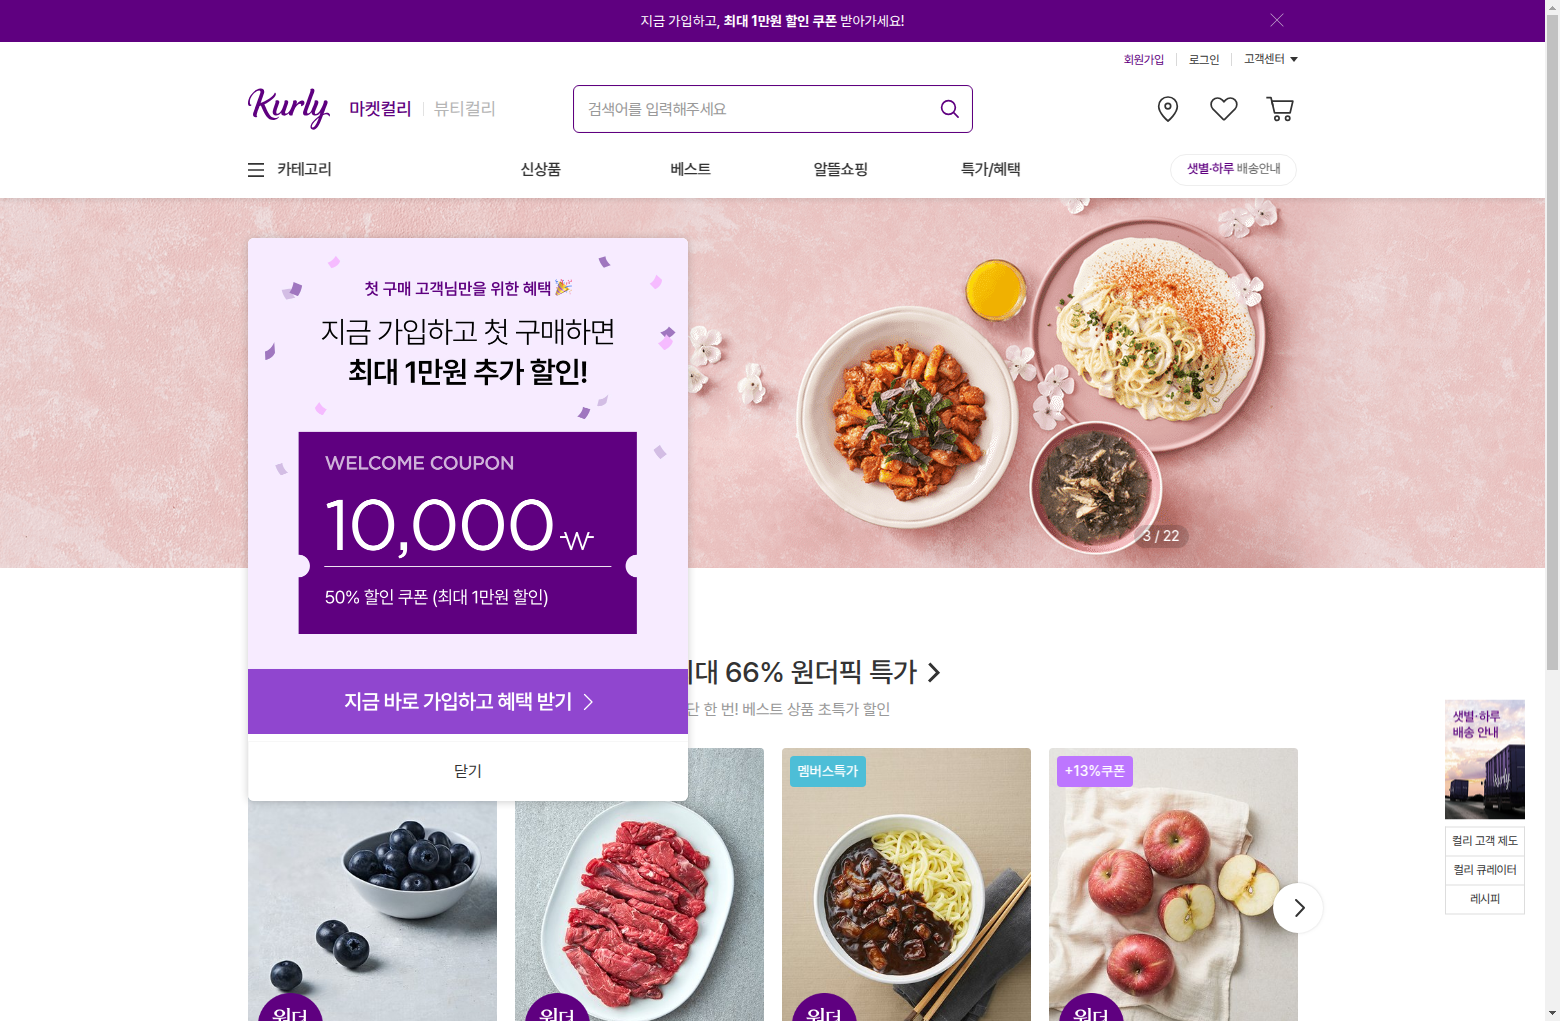 지금 가입하고, 최대 1만원 할인 쿠폰 받아가세요!
회원가입
로그인
고객센터
Kurly
마켓컬리
뷰티컬리
검색어를 입력해주세요
카테고리
신상품
베스트
알뜰쇼핑
특가/혜택
샛별·하루 배송안내
첫 구매 고객님만을 위한 혜택
지금 가입하고 첫 구매하면
최대 1만원 추가 할인!
WELCOME COUPON
10,000₩
50% 할인 쿠폰 (최대 1만원 할인)
지금 바로 가입하고 혜택 받기
닫기
3 / 22
대 66% 원더픽 특가
단 한 번! 베스트 상품 초특가 할인
멤버스특가
+13%쿠폰
샛별·하루
배송 안내
Kurly
컬리 고객 제도
컬리 큐레이터
레시피
원더
원더
원더
원더